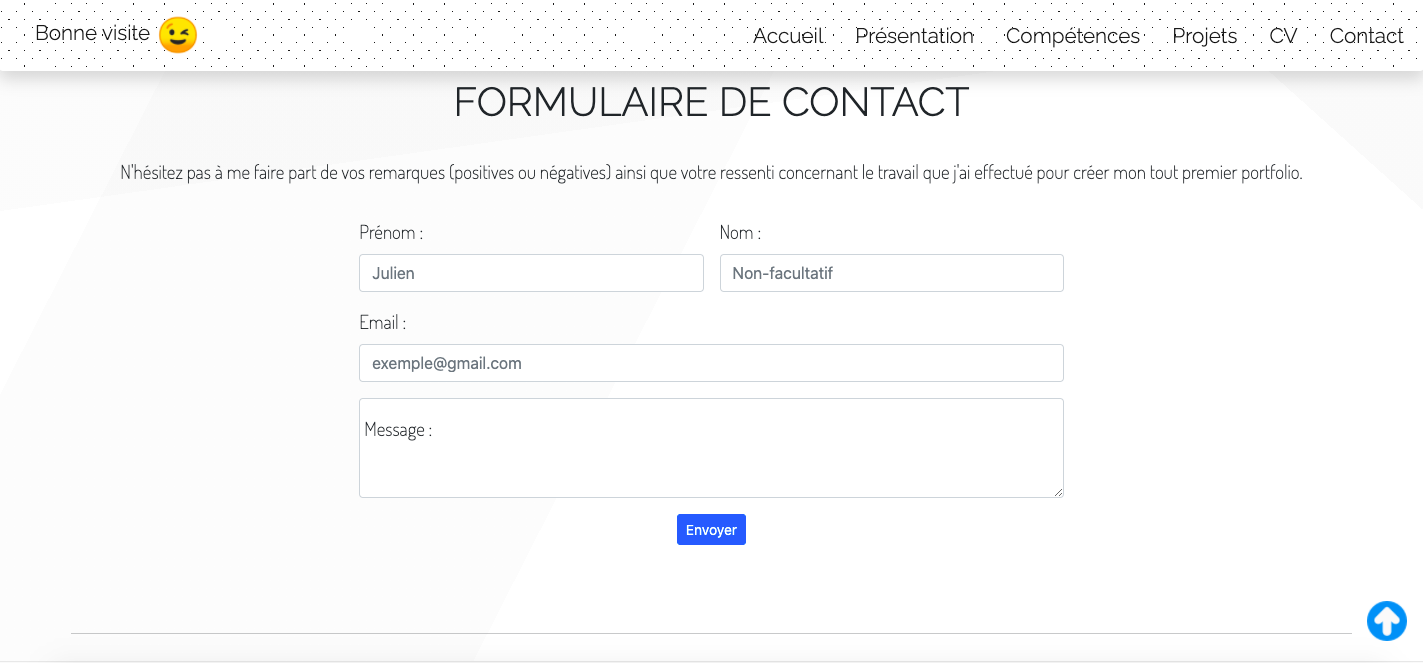 Bonne visite 😉
Accueil Présentation Compétences Projets CV Contact
FORMULAIRE DE CONTACT
N'hésitez pas à me faire part de vos remarques (positives ou négatives) ainsi que votre ressenti concernant le travail que j'ai effectué pour créer mon tout premier portfolio.
Prénom : Nom :
Julien Non-facultatif
Email :
exemple@gmail.com
Message :
Envoyer